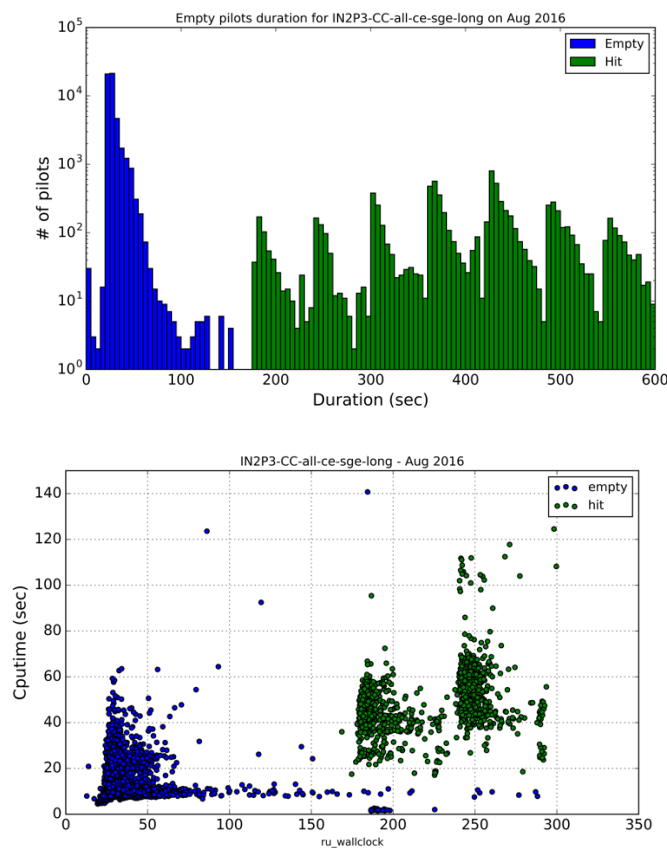 Empty pilots duration for IN2P3-CC-all-ce-sge-long on Aug 2016
10^5
10^4
10^3
10^2
10^1
10^0
# of pilots
Empty
Hit
0 100 200 300 400 500 600
Duration (sec)
IN2P3-CC-all-ce-sge-long - Aug 2016
140
120
100
80
60
40
20
0
Cputime (sec)
empty
hit
0 50 100 150 200 250 300 350
ru_wallclock